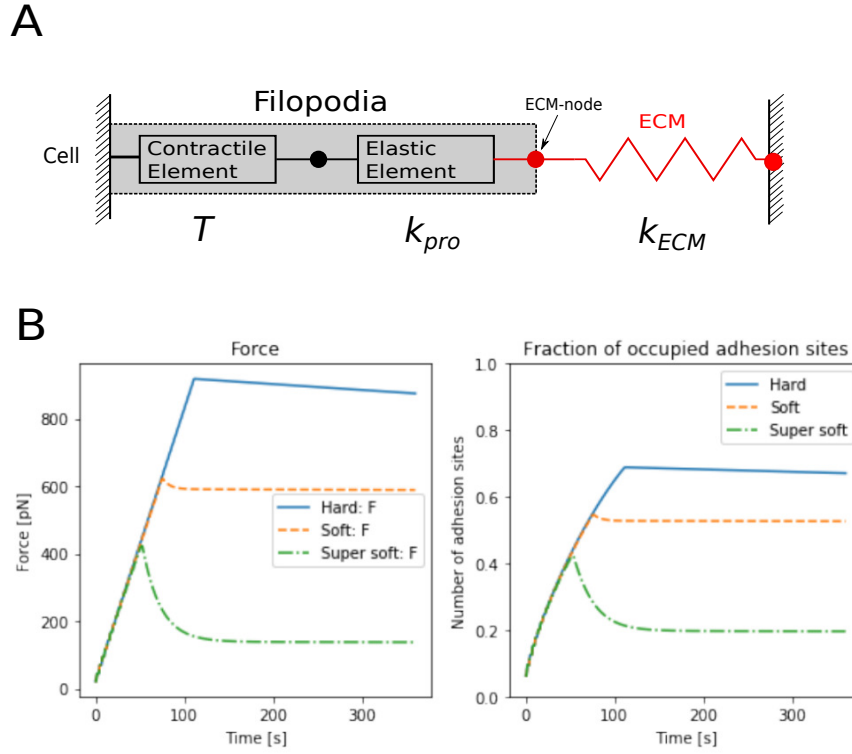 A
Filopodia
ECM-node
ECM
Cell
Contractile
Element
Elastic
Element
T
k_pro
k_ECM
B
Force
Force [pN]
800
600
400
200
0
Hard: F
Soft: F
Super soft: F
0
100
200
300
Time [s]
Fraction of occupied adhesion sites
Number of adhesion sites
1.0
0.8
0.6
0.4
0.2
0.0
Hard
Soft
Super soft
0
100
200
300
Time [s]